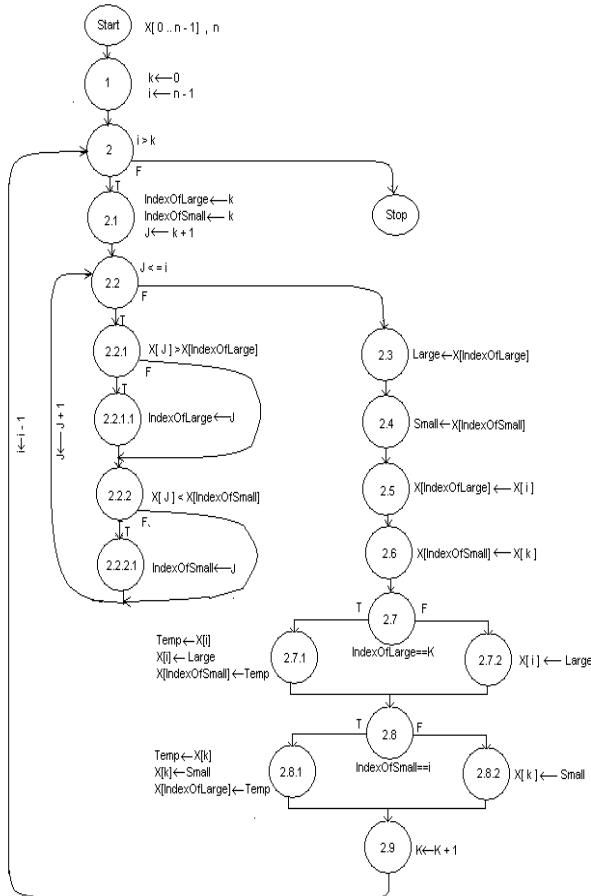 Start X[ 0 .. n - 1] , n
1
k ← 0
i ← n - 1
2
i > k
F
T
2.1
IndexOfLarge ← k
IndexOfSmall ← k
J ← k + 1
Stop
2.2
J < = i
F
T
2.2.1
X[ J ] > X[IndexOfLarge]
F
T
2.2.1.1
IndexOfLarge ← J
2.2.2
X[ J ] < X[IndexOfSmall]
F
T
2.2.2.1
IndexOfSmall ← J
i ← i - 1
J ← J + 1
2.3
Large ← X[IndexOfLarge]
2.4
Small ← X[IndexOfSmall]
2.5
X[IndexOfLarge] ← X[ i ]
2.6
X[IndexOfSmall] ← X[ k ]
T
2.7
F
IndexOfLarge==K
Temp ← X[i]
X[i] ← Large
X[IndexOfSmall] ← Temp
2.7.1
2.7.2
X[ i ] ← Large
T
2.8
F
IndexOfSmall==i
Temp ← X[k]
X[k] ← Small
X[IndexOfLarge] ← Temp
2.8.1
2.8.2
X[ k ] ← Small
2.9
K ← K + 1